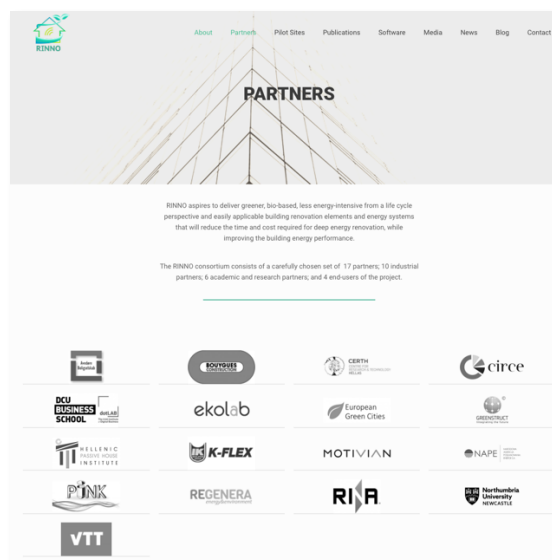 RINNO
About Partners Pilot Sites Publications Software Media News Blog Contact
PARTNERS
RINNO aspires to deliver greener, bio-based, less energy-intensive from a life cycle
perspective and easily applicable building renovation elements and energy systems
that will reduce the time and cost required for deep energy renovation, while
improving the building energy performance.
The RINNO consortium consists of a carefully chosen set of 17 partners; 10 industrial
partners; 6 academic and research partners; and 4 end-users of the project.
BOUYGUES
CERTH
circe
DCU
BUSINESS
SCHOOL
ekolab
European
Green Cities
GREENSTRUCT
HELLENIC
PASSIVE HOUSE
INSTITUTE
K-FLEX
MOTIVIAN
NAPE
PINK
REGENERA
RINA
Northumbria
University
NEWCASTLE
VTT